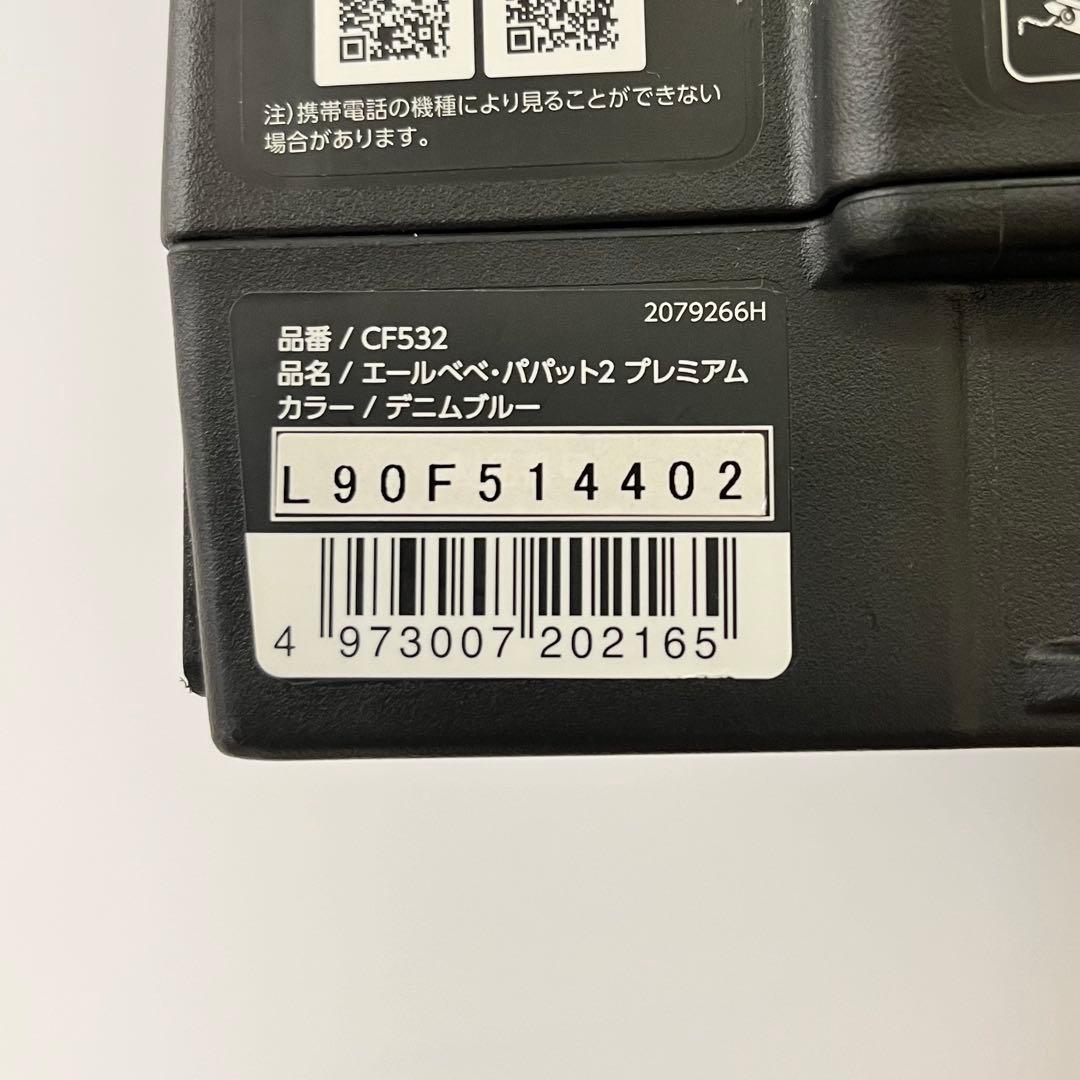 注)携帯電話の機種により見ることができない
場合があります。
2079266H
品番 / CF532
品名 / エールベベ・パパット2 プレミアム
カラー / デニムブルー
L90F514402
4 973007 202165